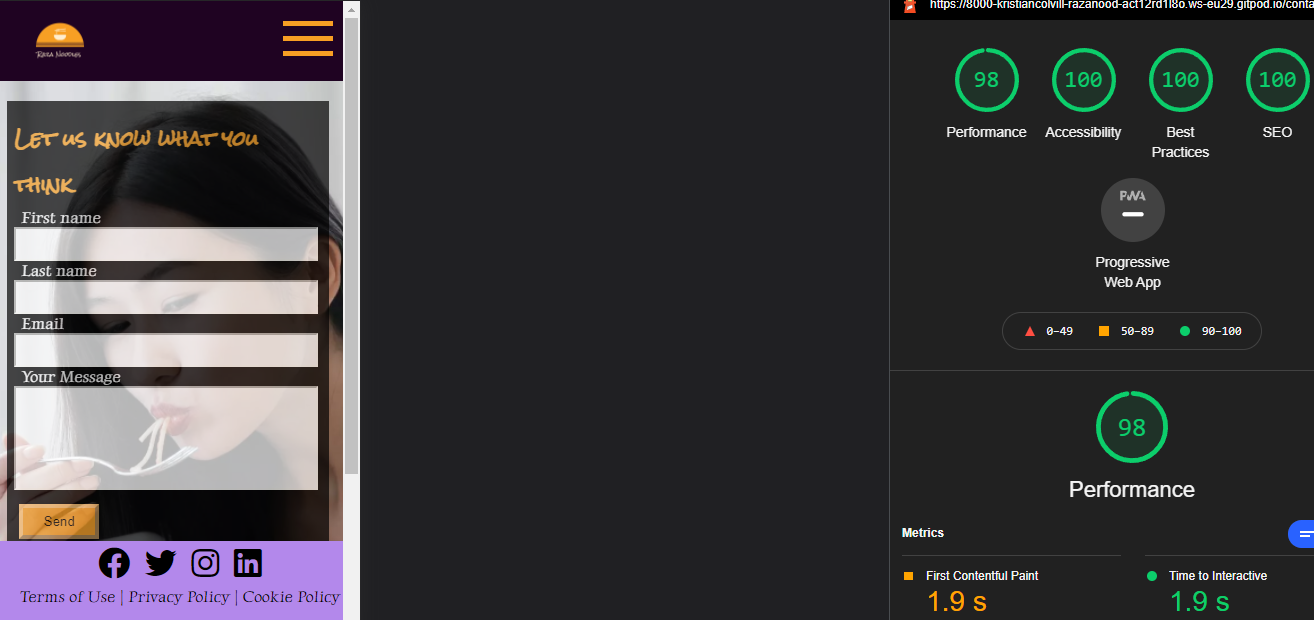 Raza Noodles
Let us know what you
think
First name
Last name
Email
Your Message
Send
Terms of Use | Privacy Policy | Cookie Policy
https://8000-kristiancolvill-razanood-act12rd1l8o.ws-eu29.gitpod.io/conta
98
100
100
100
Performance
Accessibility
Best
Practices
SEO
PWA
Progressive
Web App
0–49
50–89
90–100
98
Performance
Metrics
First Contentful Paint
1.9 s
Time to Interactive
1.9 s